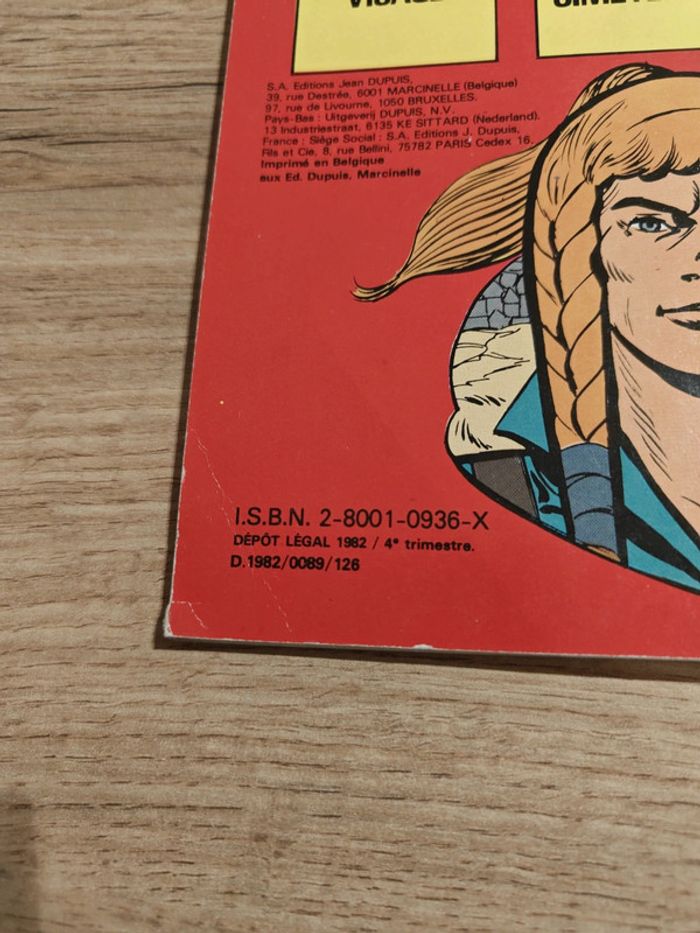 S.A. Editions Jean DUPUIS,
39, rue Destrée, 6001 MARCINELLE (Belgique)
97, rue de Livourne, 1050 BRUXELLES.
Pays-Bas : Uitgeverij DUPUIS, N.V.
13 Industriestraat, 6135 KE SITTARD (Nederland).
France : Siège Social : S.A. Editions J. Dupuis,
Fils et Cie, 8, rue Bellini, 75782 PARIS Cedex 16.
Imprimé en Belgique
aux Ed. Dupuis, Marcinelle
I.S.B.N. 2-8001-0936-X
DÉPÔT LÉGAL 1982 / 4e trimestre.
D.1982/0089/126